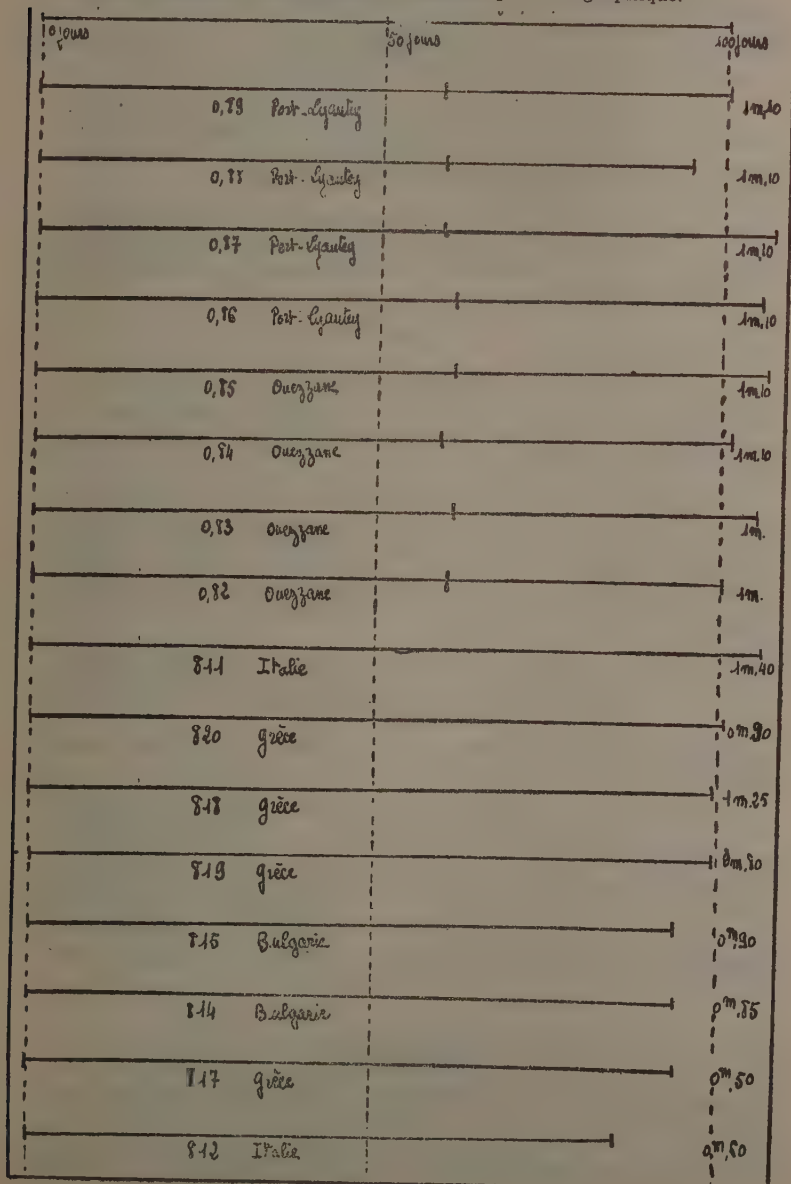 0 jours 50 jours 100 jours
0,89 Port-Lyautey 1m,10
0,88 Port-Lyautey 1m,10
0,87 Port-Lyautey 1m,10
0,86 Port-Lyautey 1m,10
0,85 Ouezzane 1m,10
0,84 Ouezzane 1m,10
0,83 Ouezzane 1m.
0,82 Ouezzane 1m.
811 Italie 1m,40
820 grèce 0m,90
818 grèce 1m.25
819 grèce 0m,80
815 Bulgarie 0m,90
814 Bulgarie 0m,85
817 grèce 0m,50
812 Italie